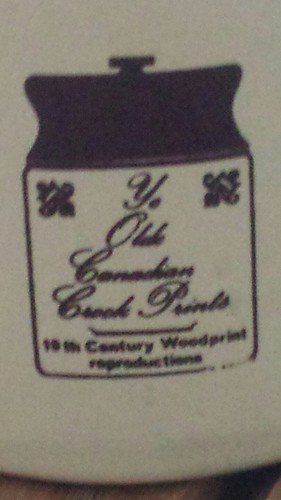 Ye
Olde
Canadian
Crock Prints
19th Century Woodprint
reproductions